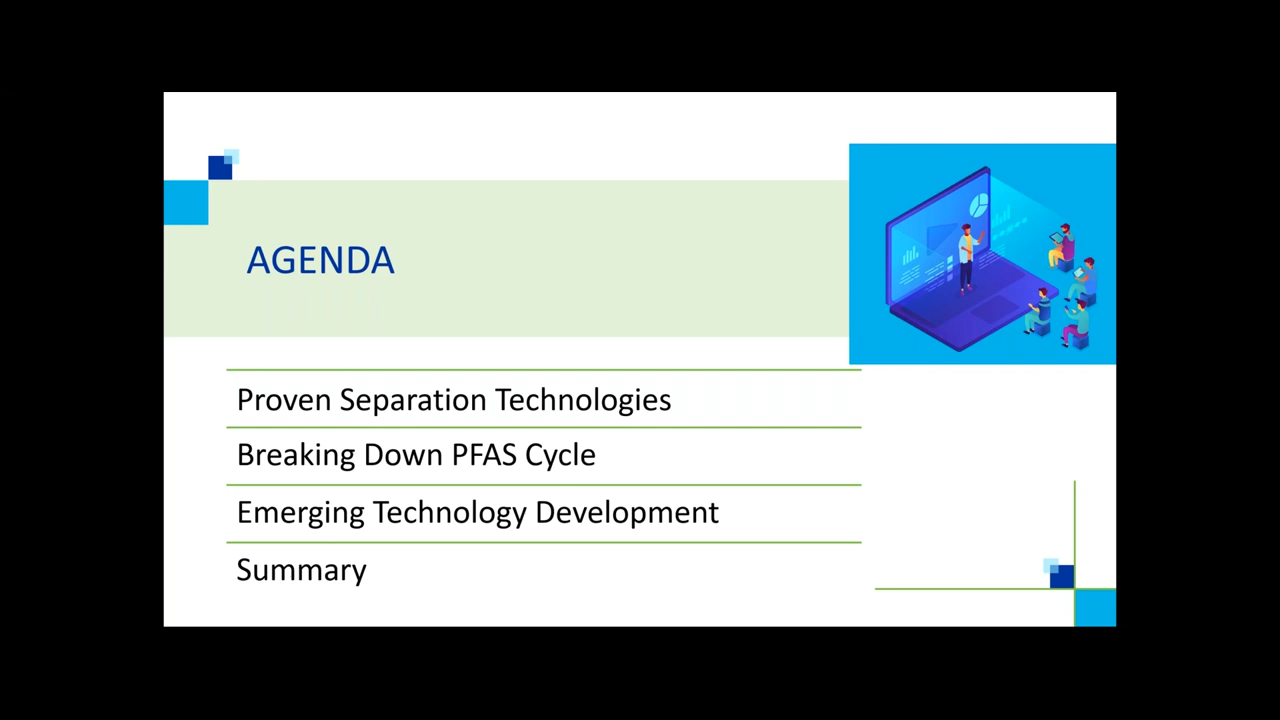 AGENDA
Proven Separation Technologies
Breaking Down PFAS Cycle
Emerging Technology Development
Summary